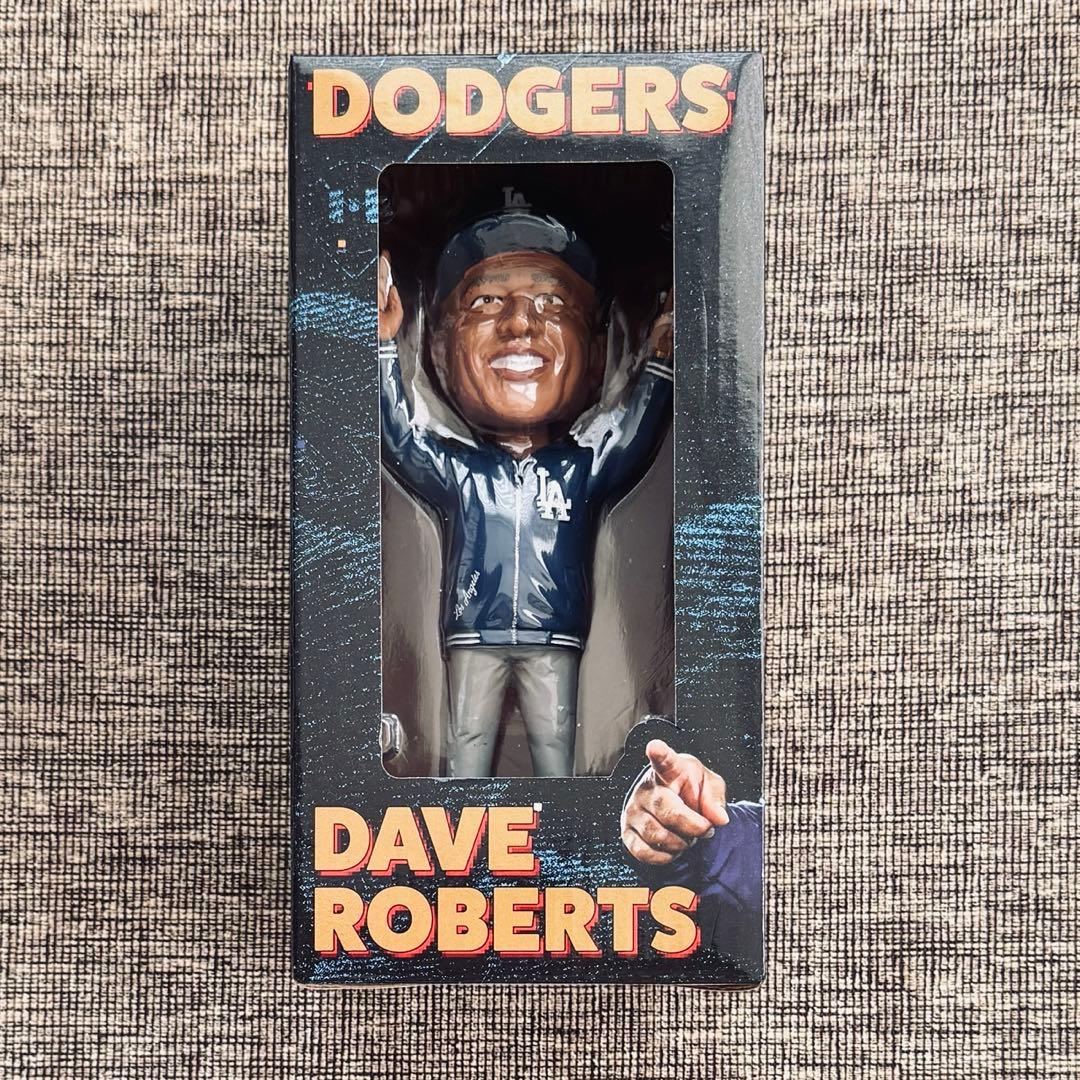 DODGERS
LA
LA
Los Angeles
DAVE
ROBERTS